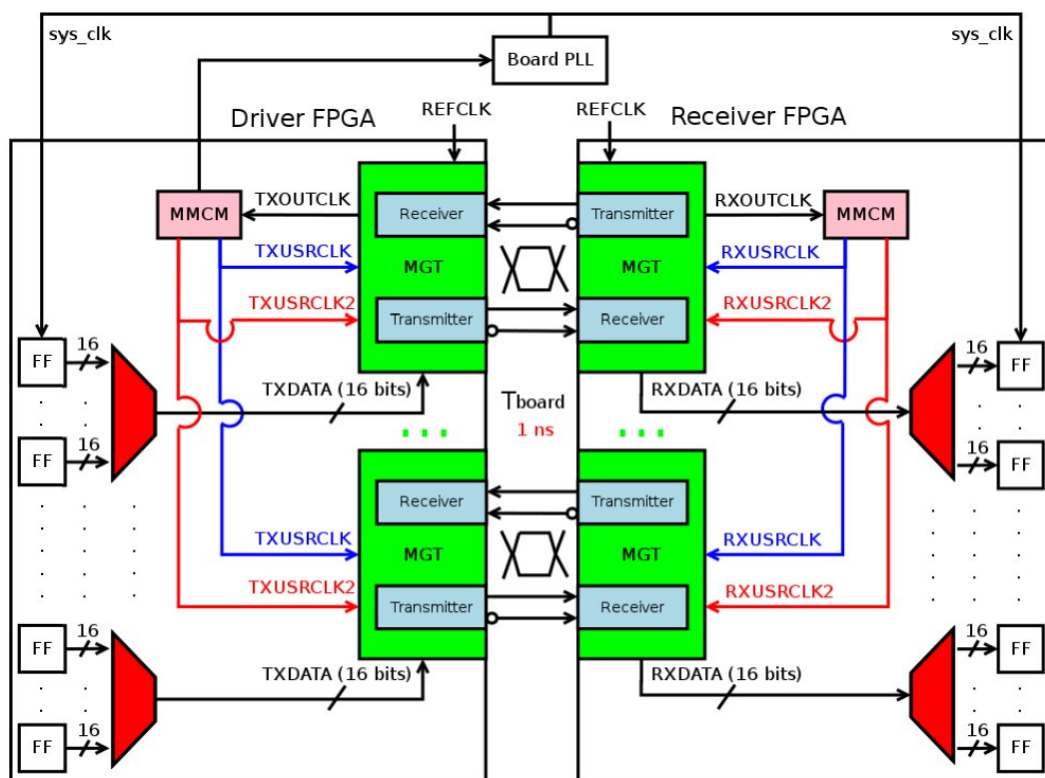 sys_clk
sys_clk
Board PLL
REFCLK
REFCLK
Driver FPGA
Receiver FPGA
MMCM
TXOUTCLK
Receiver
Transmitter
RXOUTCLK
MMCM
TXUSRCLK
MGT
MGT
RXUSRCLK
TXUSRCLK2
Transmitter
Receiver
RXUSRCLK2
FF
16
16
FF
TXDATA (16 bits)
Tboard
1 ns
RXDATA (16 bits)
FF
16
16
FF
Receiver
Transmitter
TXUSRCLK
MGT
MGT
RXUSRCLK
TXUSRCLK2
Transmitter
Receiver
RXUSRCLK2
FF
16
16
FF
TXDATA (16 bits)
RXDATA (16 bits)
FF
16
16
FF